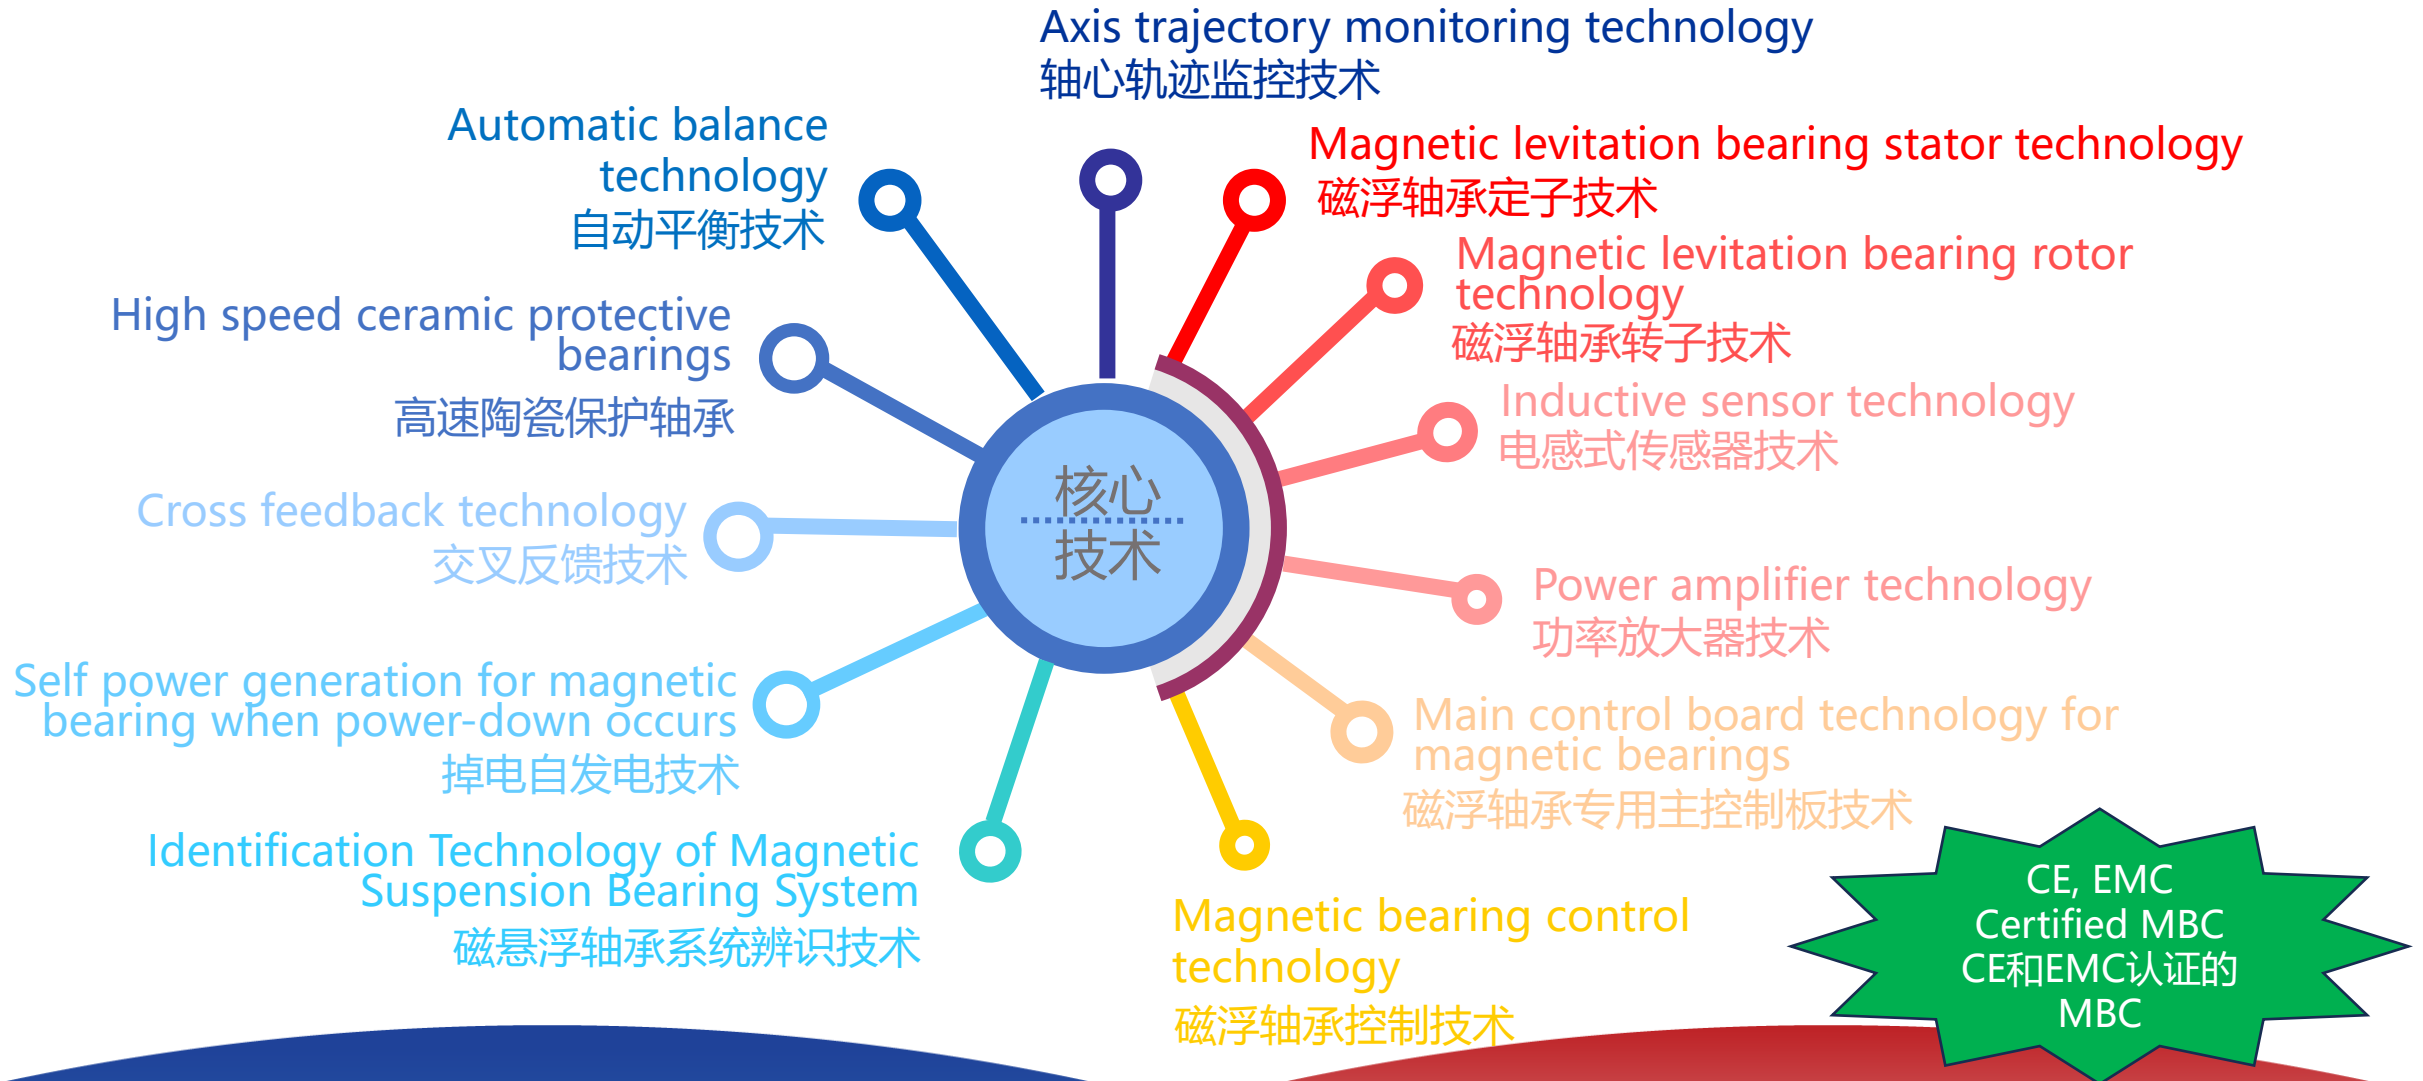 Axis trajectory monitoring technology
轴心轨迹监控技术
Automatic balance
technology
自动平衡技术
Magnetic levitation bearing stator technology
磁浮轴承定子技术
Magnetic levitation bearing rotor
technology
磁浮轴承转子技术
High speed ceramic protective
bearings
高速陶瓷保护轴承
Inductive sensor technology
电感式传感器技术
Cross feedback technology
交叉反馈技术
核心
技术
Power amplifier technology
功率放大器技术
Self power generation for magnetic
bearing when power-down occurs
掉电自发电技术
Main control board technology for
magnetic bearings
磁浮轴承专用主控制板技术
Identification Technology of Magnetic
Suspension Bearing System
磁悬浮轴承系统辨识技术
Magnetic bearing control
technology
磁浮轴承控制技术
CE, EMC
Certified MBC
CE和EMC认证的
MBC